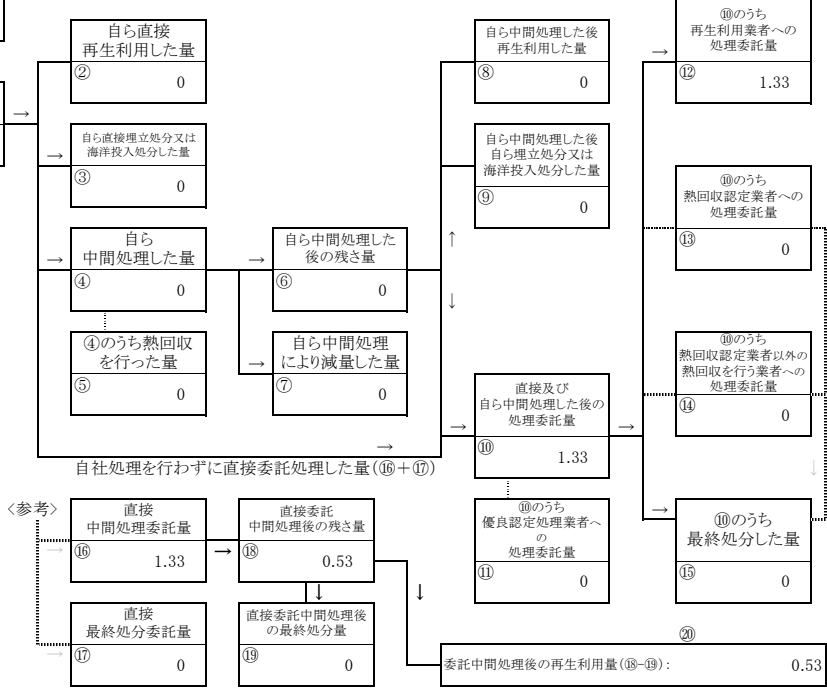 自ら直接
再生利用した量
②
0
→
→
自ら直接埋立処分又は
海洋投入処分した量
③
0
→
自ら
中間処理した量
④
0
④のうち熱回収
を行った量
⑤
0
→
自ら中間処理した
後の残さ量
⑥
0
→
自ら中間処理
により減量した量
⑦
0
→
自社処理を行わずに直接委託処理した量(⑯+⑰)
自ら中間処理した後
再生利用した量
⑧
0
自ら中間処理した後
自ら埋立処分又は
海洋投入処分した量
⑨
0
↑
↓
→
直接及び
自ら中間処理した後の
処理委託量
⑩
1.33
⑩のうち
優良認定処理業者へ
の
処理委託量
⑪
0
→
→
⑩のうち
再生利用業者への
処理委託量
⑫
1.33
⑩のうち
熱回収認定業者への
処理委託量
⑬
0
⑩のうち
熱回収認定業者以外の
熱回収を行う業者への
処理委託量
⑭
0
↓
→
⑩のうち
最終処分した量
⑮
0
<参考>
→
直接
中間処理委託量
⑯
1.33
→
直接委託
中間処理後の残さ量
⑱
0.53
→
直接
最終処分委託量
⑰
0
↓
直接委託中間処理後
の最終処分量
⑲
0
↓
⑳
委託中間処理後の再生利用量(⑱-⑲): 0.53